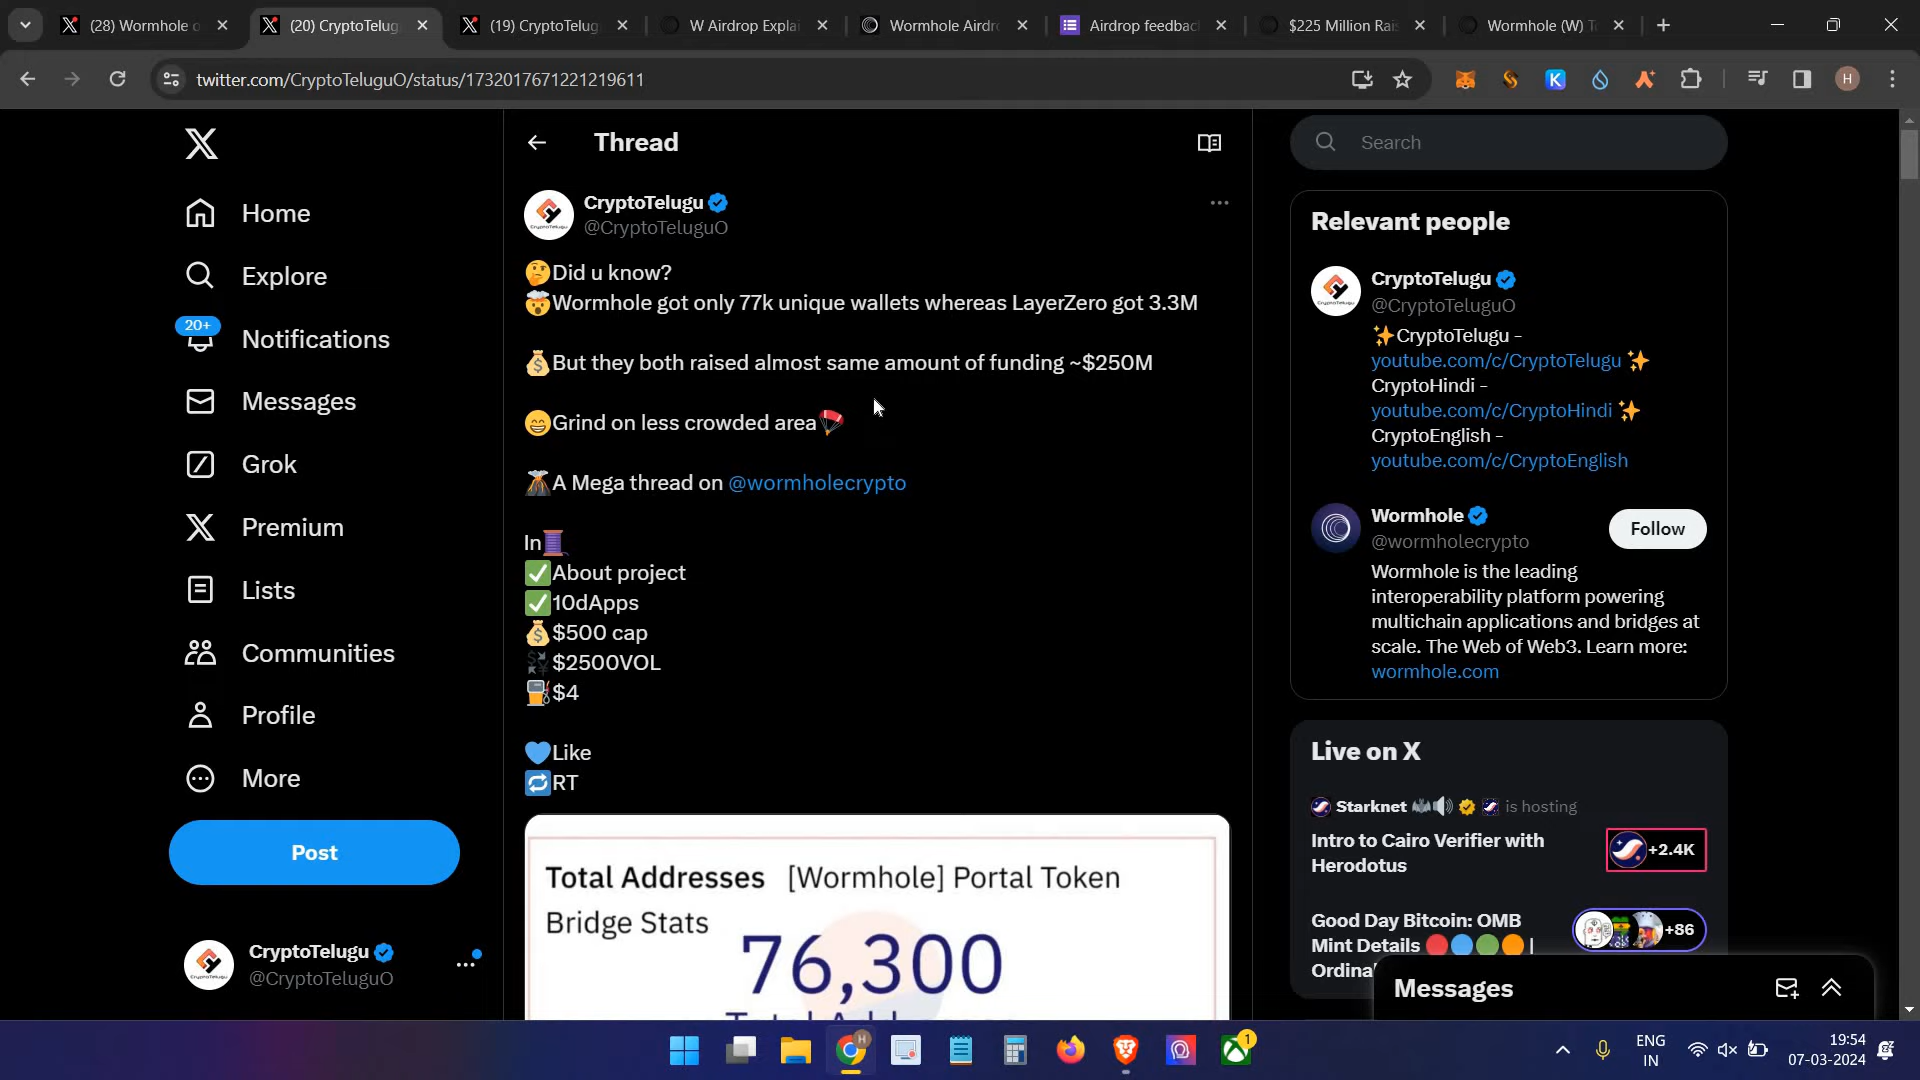 (28) Wormhole o
(20) CryptoTelug
(19) CryptoTelug
W Airdrop Explai
Wormhole Airdr
Airdrop feedbac
$225 Million Rai
Wormhole (W) T
twitter.com/CryptoTeluguO/status/1732017671221219611
H
Home
Explore
20+
Notifications
Messages
Grok
Premium
Lists
Communities
Profile
More
Post
CryptoTelugu
@CryptoTeluguO
Thread
CryptoTelugu
@CryptoTeluguO
🤔Did u know?
🤯Wormhole got only 77k unique wallets whereas LayerZero got 3.3M
💰But they both raised almost same amount of funding ~$250M
😁Grind on less crowded area🪂
🌋A Mega thread on @wormholecrypto
In🧵
✅About project
✅10dApps
💰$500 cap
💱$2500VOL
⛽$4
💙Like
🔁RT
Total Addresses [Wormhole] Portal Token
Bridge Stats
76,300
Search
Relevant people
CryptoTelugu
@CryptoTeluguO
✨CryptoTelugu -
youtube.com/c/CryptoTelugu ✨
CryptoHindi -
youtube.com/c/CryptoHindi ✨
CryptoEnglish -
youtube.com/c/CryptoEnglish
Wormhole
@wormholecrypto
Follow
Wormhole is the leading
interoperability platform powering
multichain applications and bridges at
scale. The Web of Web3. Learn more:
wormhole.com
Live on X
Starknet 🦇🔊 is hosting
Intro to Cairo Verifier with
Herodotus
+2.4K
Good Day Bitcoin: OMB
Mint Details 🔴🔵🟢🟠 |
Ordina
+86
Messages
H
1
ENG
IN
19:54
07-03-2024